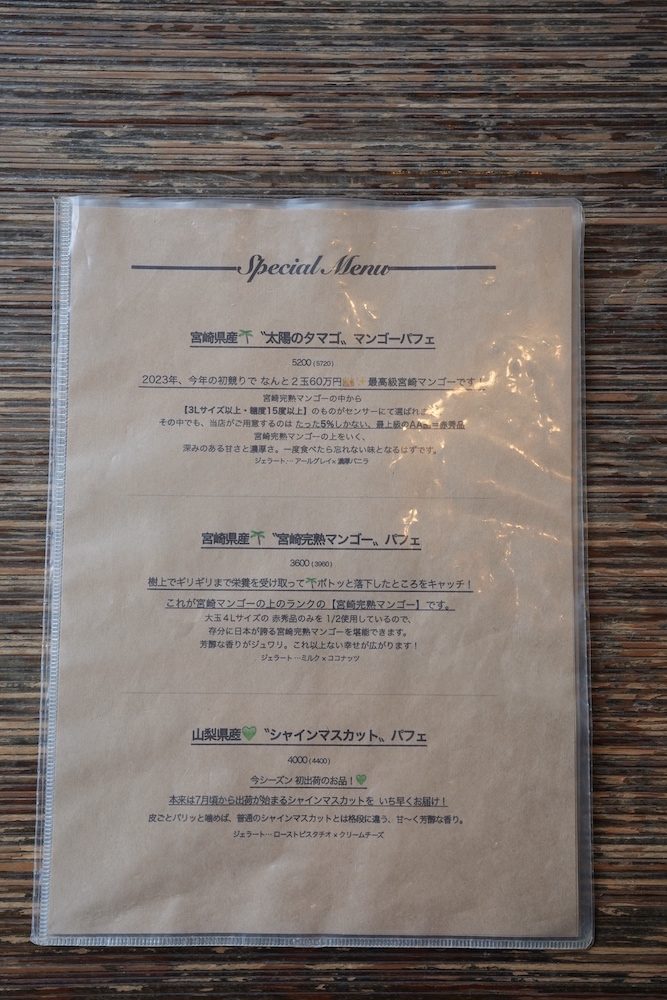 Special Menu
宮崎県産🌴〝太陽のタマゴ〟マンゴーパフェ
5200 (5720)
2023年、今年の初競りで なんと2玉60万円🙌✨最高級宮崎マンゴーです！
宮崎完熟マンゴーの中から
【3Lサイズ以上・糖度15度以上】のものがセンサーにて選ばれ
その中でも、当店がご用意するのは たった5%しかない、最上級のAA品＝赤秀品
宮崎完熟マンゴーの上をいく、
深みのある甘さと濃厚さ。一度食べたら忘れない味となるはずです。
ジェラート… アールグレイ×濃厚バニラ
宮崎県産🌴〝宮崎完熟マンゴー〟パフェ
3600 (3960)
樹上でギリギリまで栄養を受け取って🌴ボトッと落下したところをキャッチ！
これが宮崎マンゴーの上のランクの【宮崎完熟マンゴー】です。
大玉4Lサイズの 赤秀品のみを 1/2使用しているので、
存分に日本が誇る宮崎完熟マンゴーを堪能できます。
芳醇な香りがジュワリ。これ以上ない幸せが広がります！
ジェラート …ミルク×ココナッツ
山梨県産💚〝シャインマスカット〟パフェ
4000 (4400)
今シーズン 初出荷のお品！💚
本来は7月頃から出荷が始まるシャインマスカットを いち早くお届け！
皮ごとパリッと噛めば、普通のシャインマスカットとは格段に違う、甘〜く芳醇な香り。
ジェラート… ローストピスタチオ×クリームチーズ